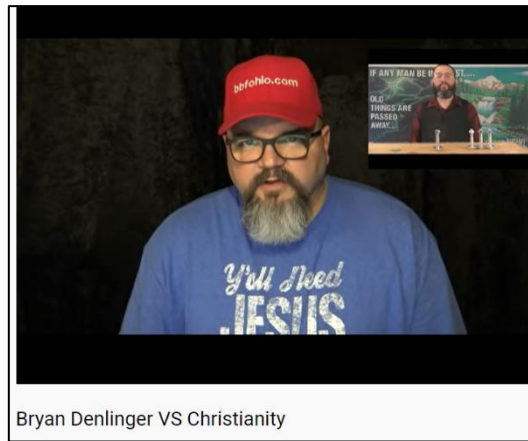 bbfohio.com
IF ANY MAN BE IN
OLD
THINGS ARE
PASSED
AWAY...
Y'all Need
JESUS
Bryan Denlinger VS Christianity